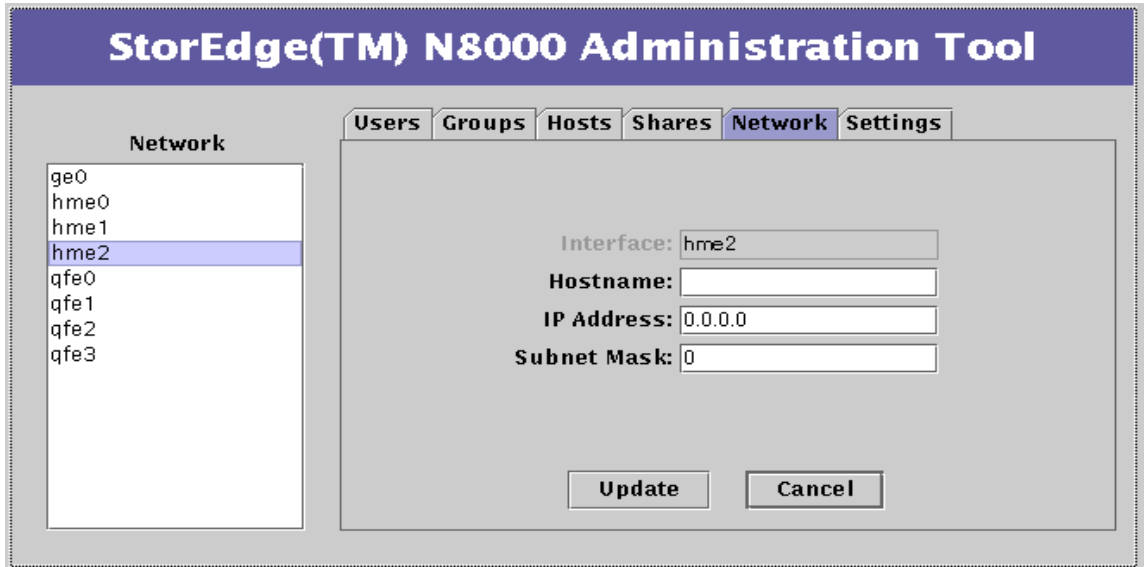 StorEdge(TM) N8000 Administration Tool
Users Groups Hosts Shares Network Settings
Network
ge0
hme0
hme1
hme2
qfe0
qfe1
qfe2
qfe3
Interface: hme2
Hostname:
IP Address: 0.0.0.0
Subnet Mask: 0
Update Cancel